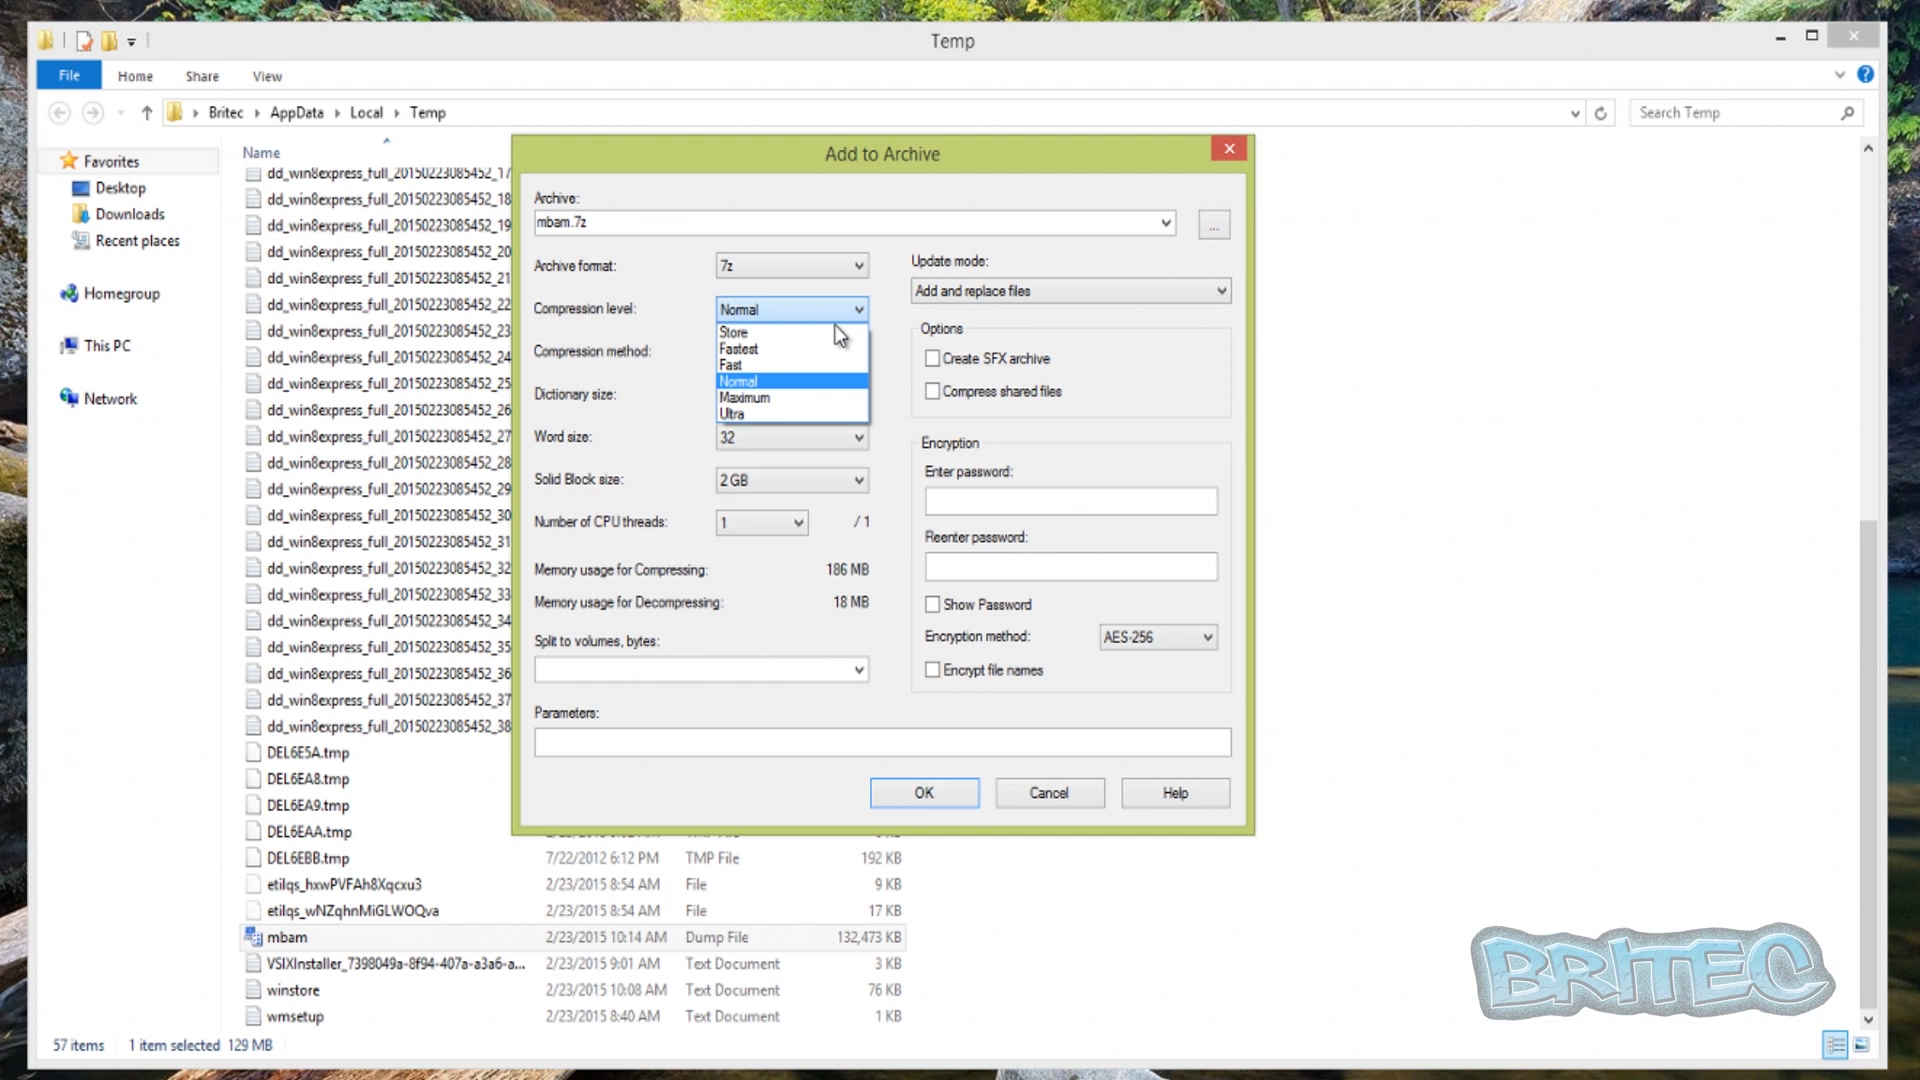 Temp
File Home Share View
Britec AppData Local Temp
Search Temp
Favorites
Desktop
Downloads
Recent places
Homegroup
This PC
Network
Name
dd_win8express_full_20150223085452_17
dd_win8express_full_20150223085452_18
dd_win8express_full_20150223085452_19
dd_win8express_full_20150223085452_20
dd_win8express_full_20150223085452_21
dd_win8express_full_20150223085452_22
dd_win8express_full_20150223085452_23
dd_win8express_full_20150223085452_24
dd_win8express_full_20150223085452_25
dd_win8express_full_20150223085452_26
dd_win8express_full_20150223085452_27
dd_win8express_full_20150223085452_28
dd_win8express_full_20150223085452_29
dd_win8express_full_20150223085452_30
dd_win8express_full_20150223085452_31
dd_win8express_full_20150223085452_32
dd_win8express_full_20150223085452_33
dd_win8express_full_20150223085452_34
dd_win8express_full_20150223085452_35
dd_win8express_full_20150223085452_36
dd_win8express_full_20150223085452_37
dd_win8express_full_20150223085452_38
DEL6E5A.tmp
DEL6EA8.tmp
DEL6EA9.tmp
DEL6EAA.tmp
DEL6EBB.tmp 7/22/2012 6:12 PM TMP File 192 KB
etilqs_hxwPVFAh8Xqcxu3 2/23/2015 8:54 AM File 9 KB
etilqs_wNZqhnMiGLWOQva 2/23/2015 8:54 AM File 17 KB
mbam 2/23/2015 10:14 AM Dump File 132,473 KB
VSIXInstaller_7398049a-8f94-407a-a3a6-a... 2/23/2015 9:01 AM Text Document 3 KB
winstore 2/23/2015 10:08 AM Text Document 76 KB
wmsetup 2/23/2015 8:40 AM Text Document 1 KB
57 items 1 item selected 129 MB
Add to Archive
Archive:
mbam.7z
...
Archive format: 7z
Compression level: Normal
Store
Fastest
Fast
Normal
Maximum
Ultra
Compression method:
Dictionary size:
Word size: 32
Solid Block size: 2 GB
Number of CPU threads: 1 / 1
Memory usage for Compressing: 186 MB
Memory usage for Decompressing: 18 MB
Split to volumes, bytes:
Parameters:
Update mode:
Add and replace files
Options
Create SFX archive
Compress shared files
Encryption
Enter password:
Reenter password:
Show Password
Encryption method: AES-256
Encrypt file names
OK Cancel Help
BRITEC